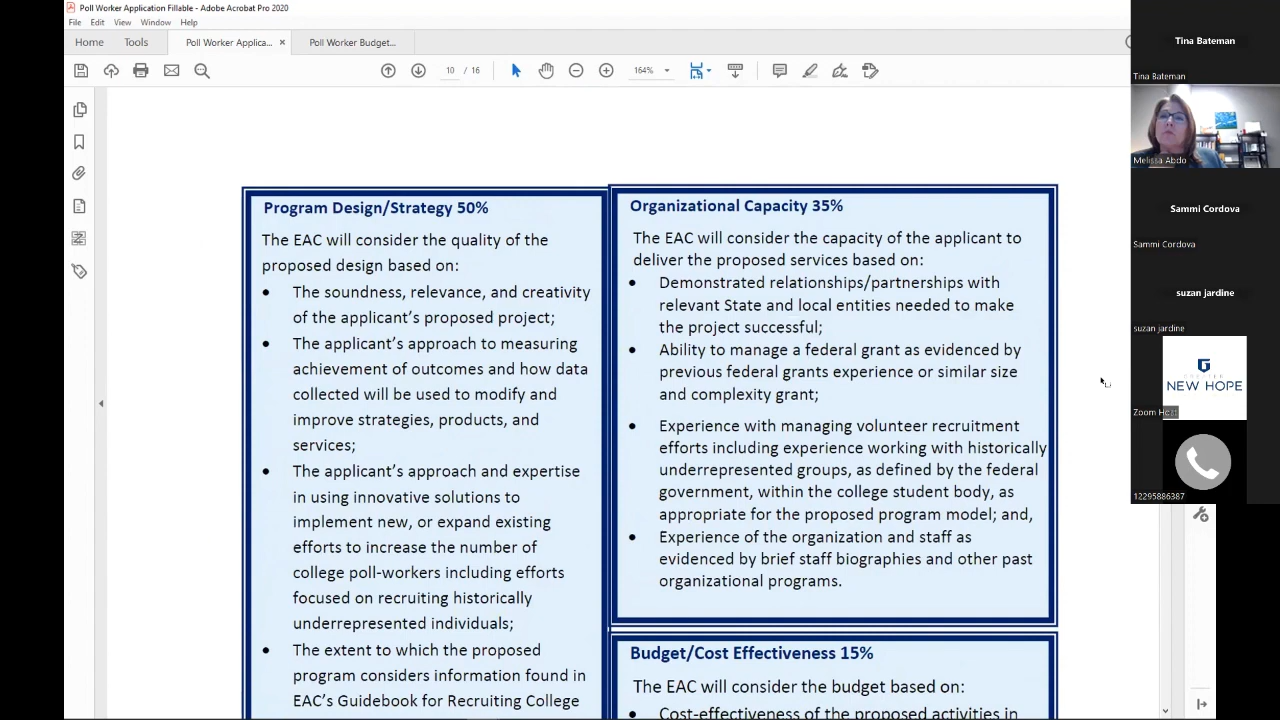 Poll Worker Application Fillable - Adobe Acrobat Pro 2020
File Edit View Window Help
Home Tools Poll Worker Applica... × Poll Worker Budget...
10 / 16 164%
Program Design/Strategy 50%
The EAC will consider the quality of the
proposed design based on:
• The soundness, relevance, and creativity
of the applicant's proposed project;
• The applicant's approach to measuring
achievement of outcomes and how data
collected will be used to modify and
improve strategies, products, and
services;
• The applicant's approach and expertise
in using innovative solutions to
implement new, or expand existing
efforts to increase the number of
college poll-workers including efforts
focused on recruiting historically
underrepresented individuals;
• The extent to which the proposed
program considers information found in
EAC's Guidebook for Recruiting College
Organizational Capacity 35%
The EAC will consider the capacity of the applicant to
deliver the proposed services based on:
• Demonstrated relationships/partnerships with
relevant State and local entities needed to make
the project successful;
• Ability to manage a federal grant as evidenced by
previous federal grants experience or similar size
and complexity grant;
• Experience with managing volunteer recruitment
efforts including experience working with historically
underrepresented groups, as defined by the federal
government, within the college student body, as
appropriate for the proposed program model; and,
• Experience of the organization and staff as
evidenced by brief staff biographies and other past
organizational programs.
Budget/Cost Effectiveness 15%
The EAC will consider the budget based on:
• Cost-effectiveness of the proposed activities in
Tina Bateman
Tina Bateman
Melissa Abdo
Sammi Cordova
Sammi Cordova
suzan jardine
suzan jardine
NEW HOPE
Zoom Host
12295886387